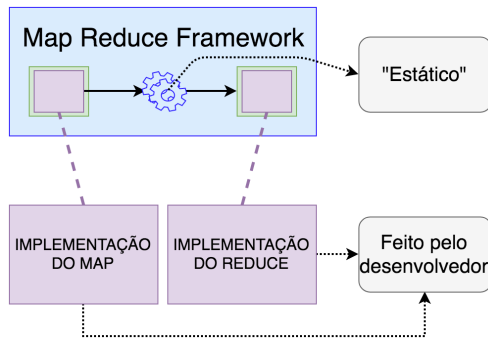 Map Reduce Framework
"Estático"
IMPLEMENTAÇÃO
DO MAP
IMPLEMENTAÇÃO
DO REDUCE
Feito pelo
desenvolvedor